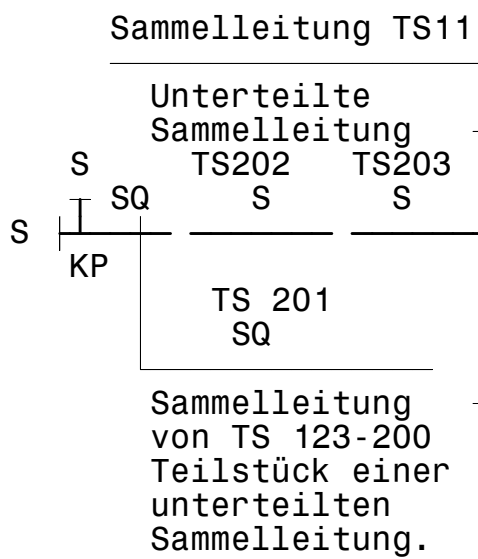 Sammelleitung TS11
Unterteilte
Sammelleitung
S TS202 TS203
SQ S S
S
KP
TS 201
SQ
Sammelleitung
von TS 123-200
Teilstück einer
unterteilten
Sammelleitung.